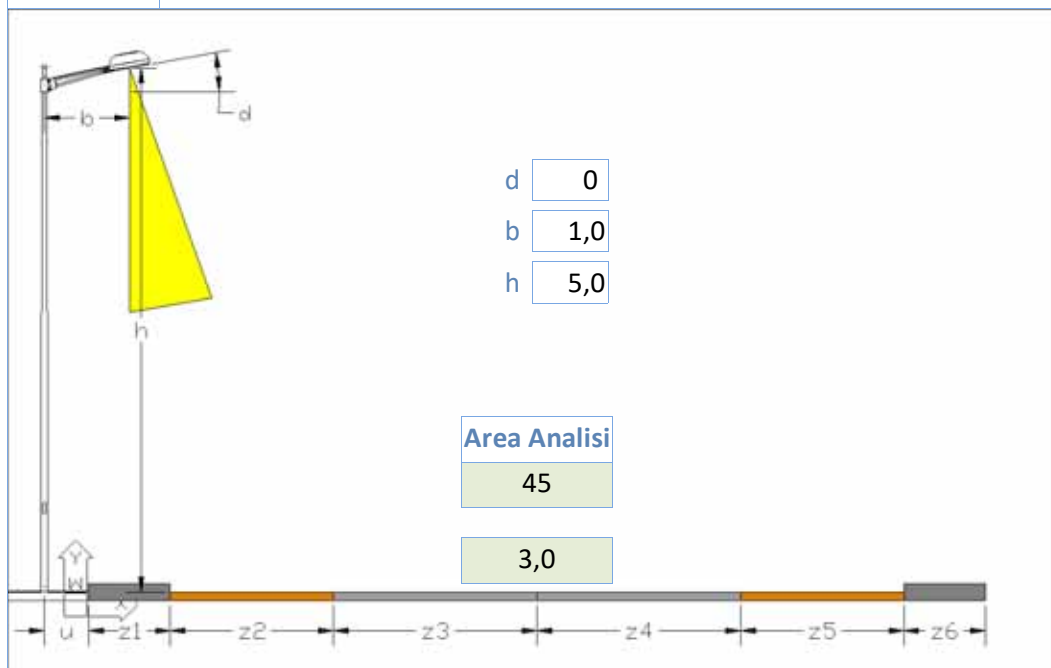 b
d
d 0
b 1,0
h 5,0
h
Area Analisi
45
3,0
Y
W
X
u z1 z2 z3 z4 z5 z6